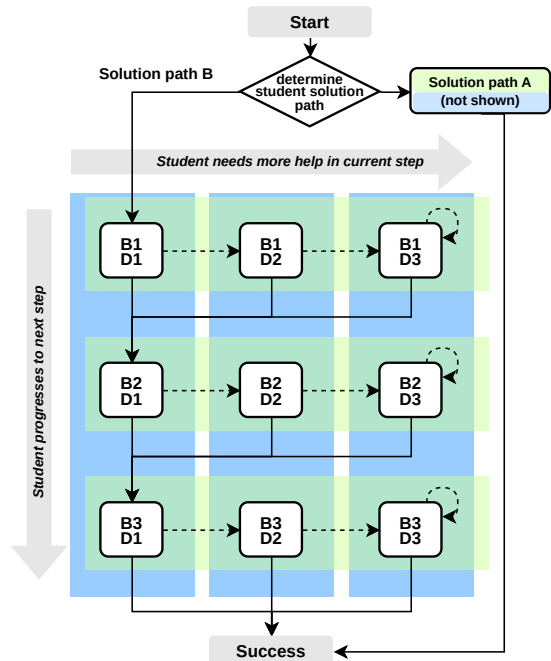 Start
Solution path B
determine
student solution
path
Solution path A
(not shown)
Student needs more help in current step
Student progresses to next step
B1
D1
B1
D2
B1
D3
B2
D1
B2
D2
B2
D3
B3
D1
B3
D2
B3
D3
Success